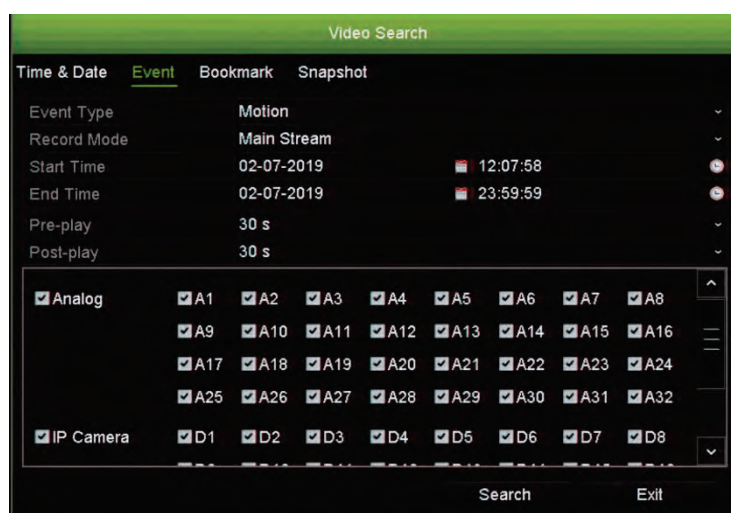 Video Search
Time & Date Event Bookmark Snapshot
Event Type Motion
Record Mode Main Stream
Start Time 02-07-2019 12:07:58
End Time 02-07-2019 23:59:59
Pre-play 30 s
Post-play 30 s
Analog A1 A2 A3 A4 A5 A6 A7 A8
A9 A10 A11 A12 A13 A14 A15 A16
A17 A18 A19 A20 A21 A22 A23 A24
A25 A26 A27 A28 A29 A30 A31 A32
IP Camera D1 D2 D3 D4 D5 D6 D7 D8
Search Exit